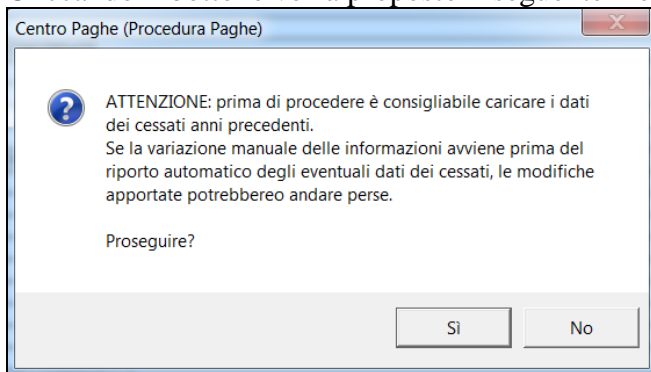 Centro Paghe (Procedura Paghe)
ATTENZIONE: prima di procedere è consigliabile caricare i dati
dei cessati anni precedenti.
Se la variazione manuale delle informazioni avviene prima del
riporto automatico degli eventuali dati dei cessati, le modifiche
apportate potrebbereo andare perse.
Proseguire?
Sì
No